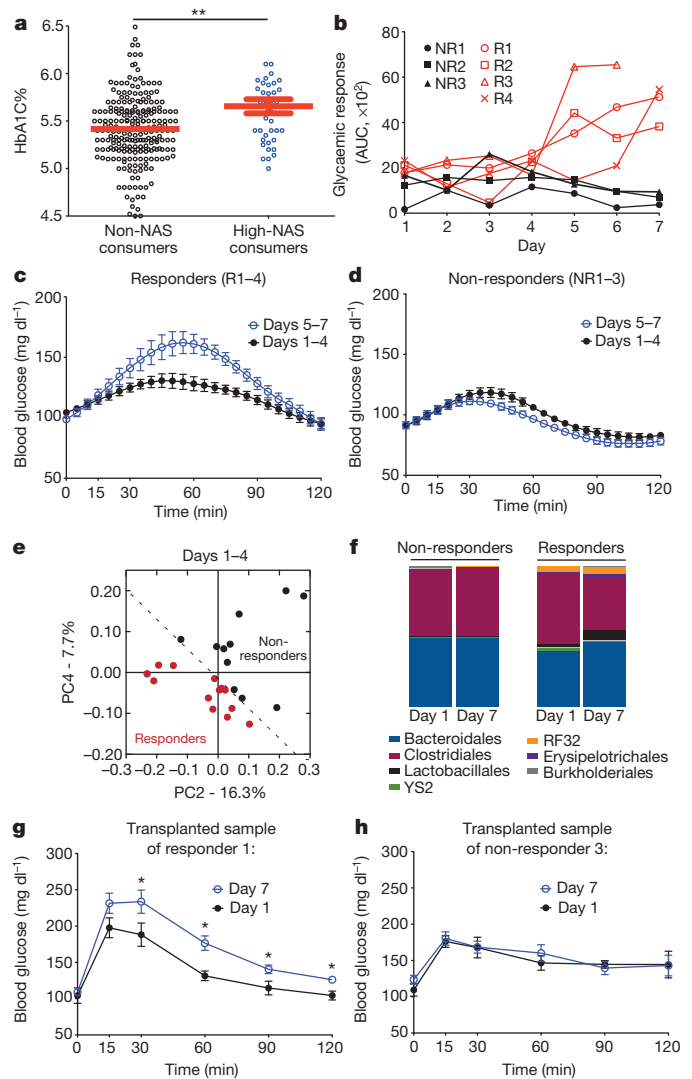 a
**
HbA1C%
6.5
6.0
5.5
5.0
4.5
Non-NAS
consumers
High-NAS
consumers
b
Glycaemic response
(AUC, ×10²)
80
60
40
20
0
NR1
NR2
NR3
R1
R2
R3
R4
1 2 3 4 5 6 7
Day
c
Responders (R1–4)
Blood glucose (mg dl⁻¹)
200
150
100
50
Days 5–7
Days 1–4
0 15 30 60 90 120
Time (min)
d
Non-responders (NR1–3)
Blood glucose (mg dl⁻¹)
200
150
100
50
Days 5–7
Days 1–4
0 15 30 60 90 120
Time (min)
e
Days 1–4
PC4 - 7.7%
0.20
0.10
0.00
−0.10
−0.20
Non-
responders
Responders
−0.3 −0.2 −0.1 0.0 0.1 0.2 0.3
PC2 - 16.3%
f
Non-responders
Responders
Day 1 Day 7
Day 1 Day 7
Bacteroidales
Clostridiales
Lactobacillales
YS2
RF32
Erysipelotrichales
Burkholderiales
g
Transplanted sample
of responder 1:
Blood glucose (mg dl⁻¹)
300
250
200
150
100
50
Day 7
Day 1
* * * *
0 15 30 60 90 120
Time (min)
h
Transplanted sample
of non-responder 3:
Blood glucose (mg dl⁻¹)
300
250
200
150
100
50
Day 7
Day 1
0 15 30 60 90 120
Time (min)